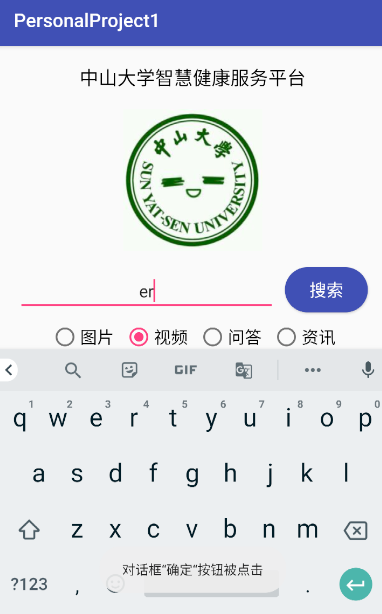 PersonalProject1
中山大学智慧健康服务平台
中山大学
SUN YAT-SEN UNIVERSITY
er
搜索
图片 视频 问答 资讯
GIF
1 2 3 4 5 6 7 8 9 0
q w e r t y u i o p
a s d f g h j k l
z x c v b n m
对话框“确定”按钮被点击
?123 , .